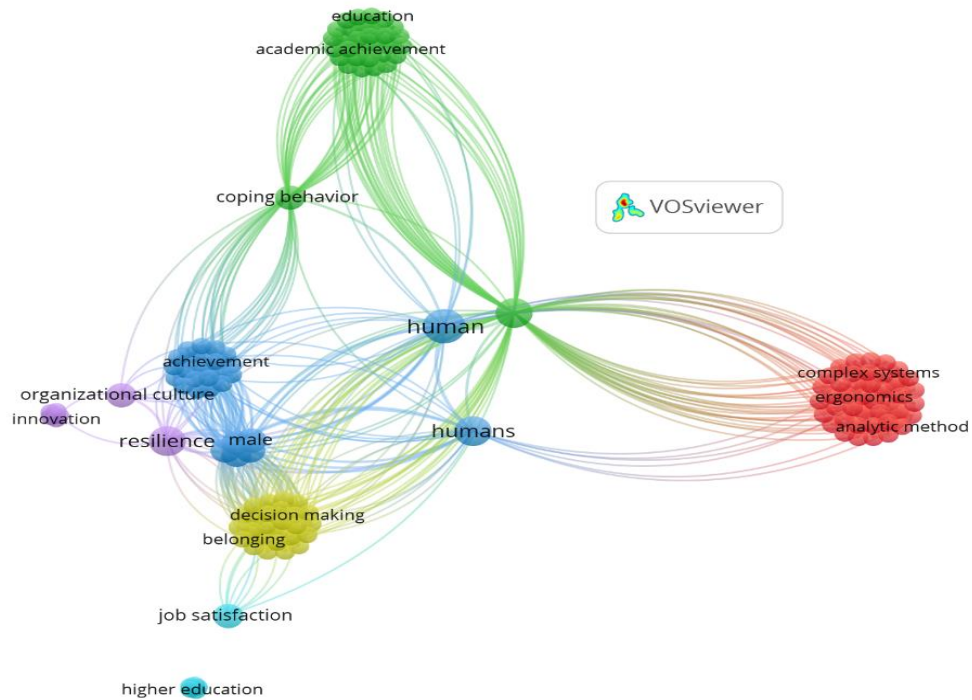 education
academic achievement
coping behavior
VOSviewer
human
achievement
complex systems
organizational culture
ergonomics
innovation
analytic method
resilience
male
humans
decision making
belonging
job satisfaction
higher education